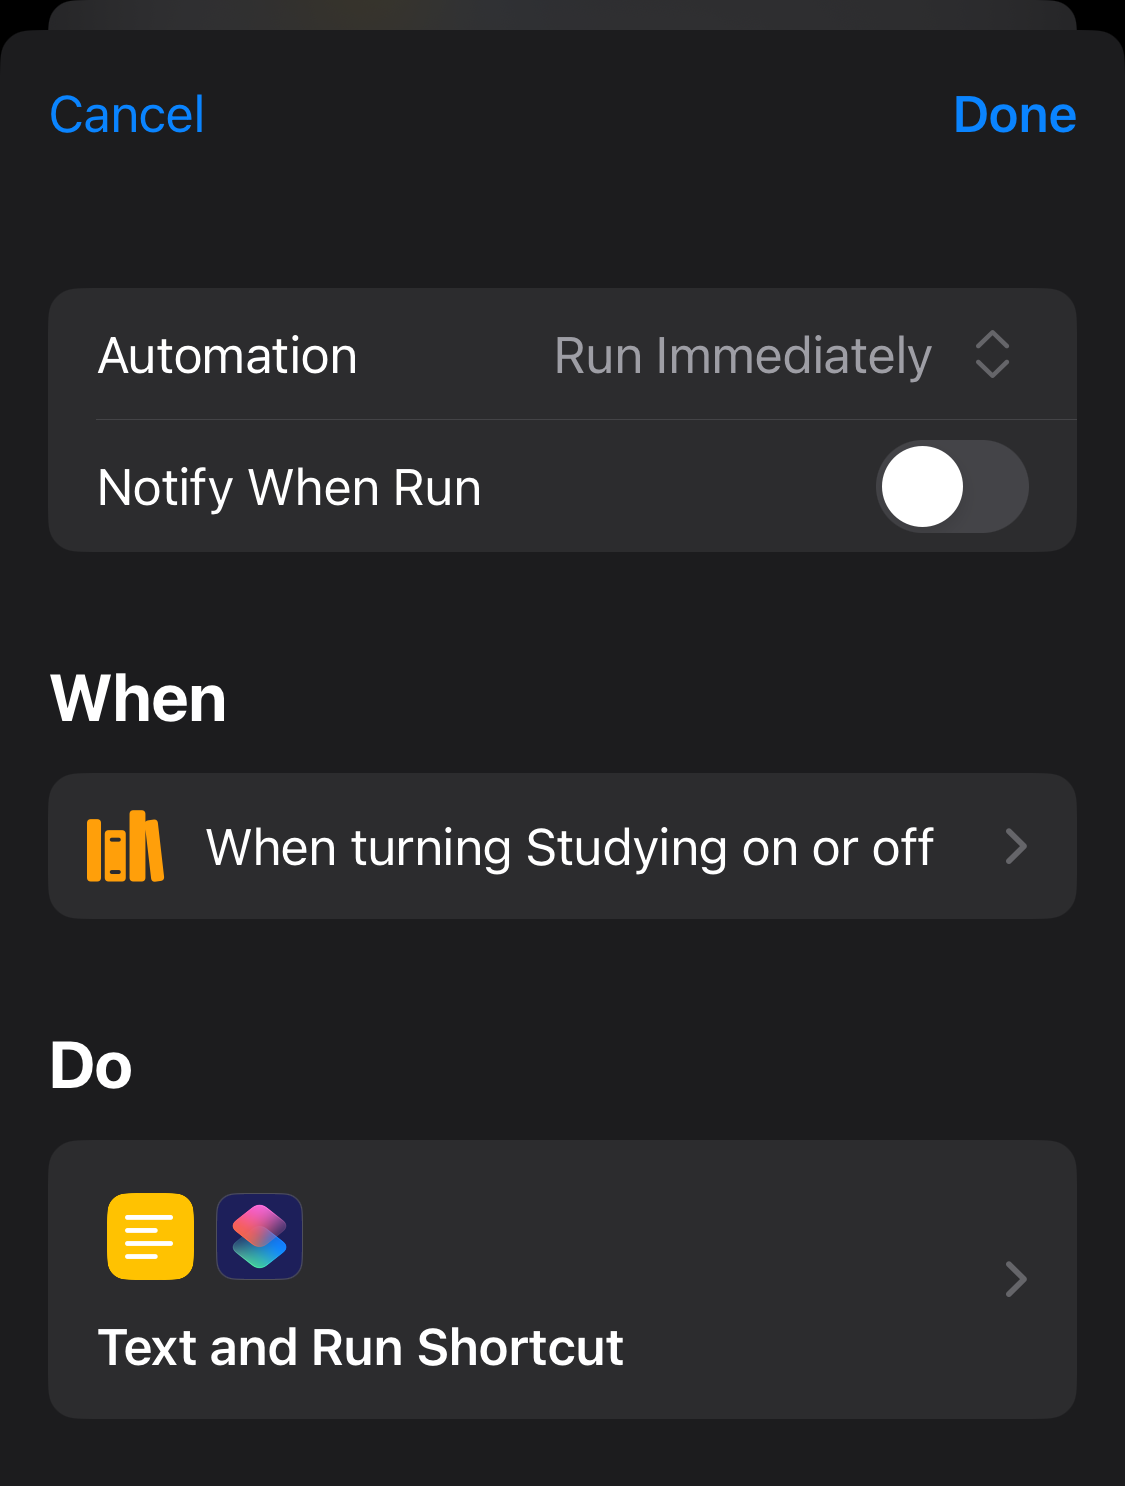 Cancel
Done
Automation
Run Immediately
Notify When Run
When
When turning Studying on or off
Do
Text and Run Shortcut